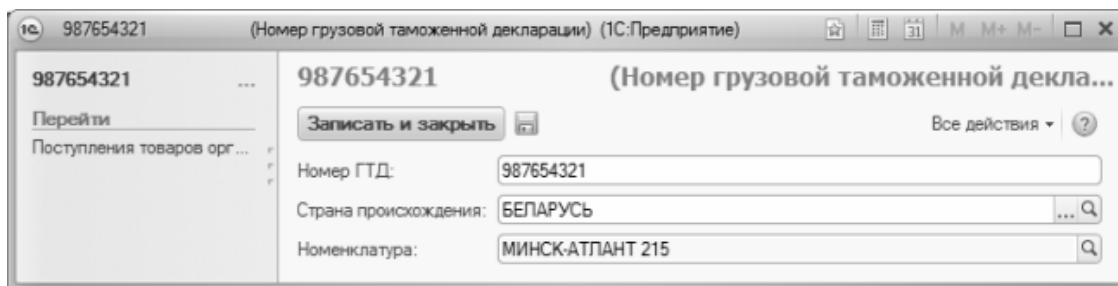 1С 987654321 (Номер грузовой таможенной декларации) (1С:Предприятие) 31 M M+ M-
987654321 ...
Перейти
Поступления товаров орг...
987654321 (Номер грузовой таможенной декла...
Записать и закрыть Все действия ?
Номер ГТД: 987654321
Страна происхождения: БЕЛАРУСЬ ...
Номенклатура: МИНСК-АТЛАНТ 215